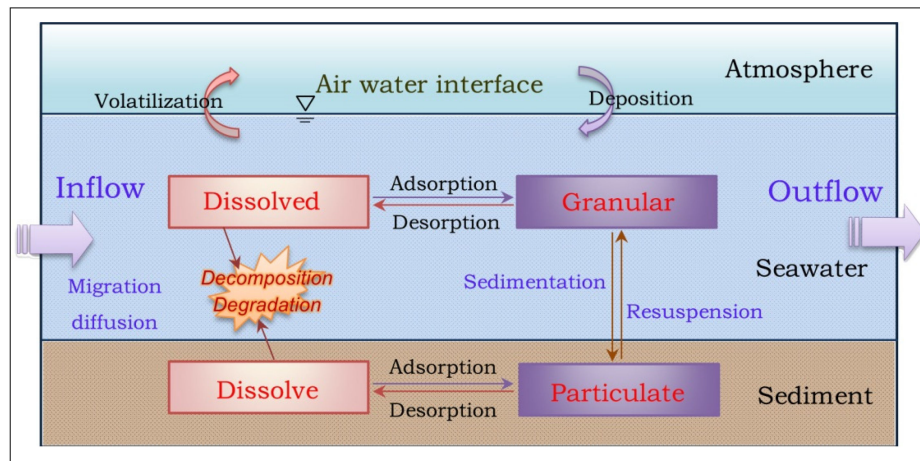 Atmosphere
Air water interface
Volatilization
Deposition
Inflow
Outflow
Dissolved
Adsorption
Desorption
Granular
Decomposition
Degradation
Sedimentation
Resuspension
Seawater
Migration
diffusion
Dissolve
Adsorption
Desorption
Particulate
Sediment